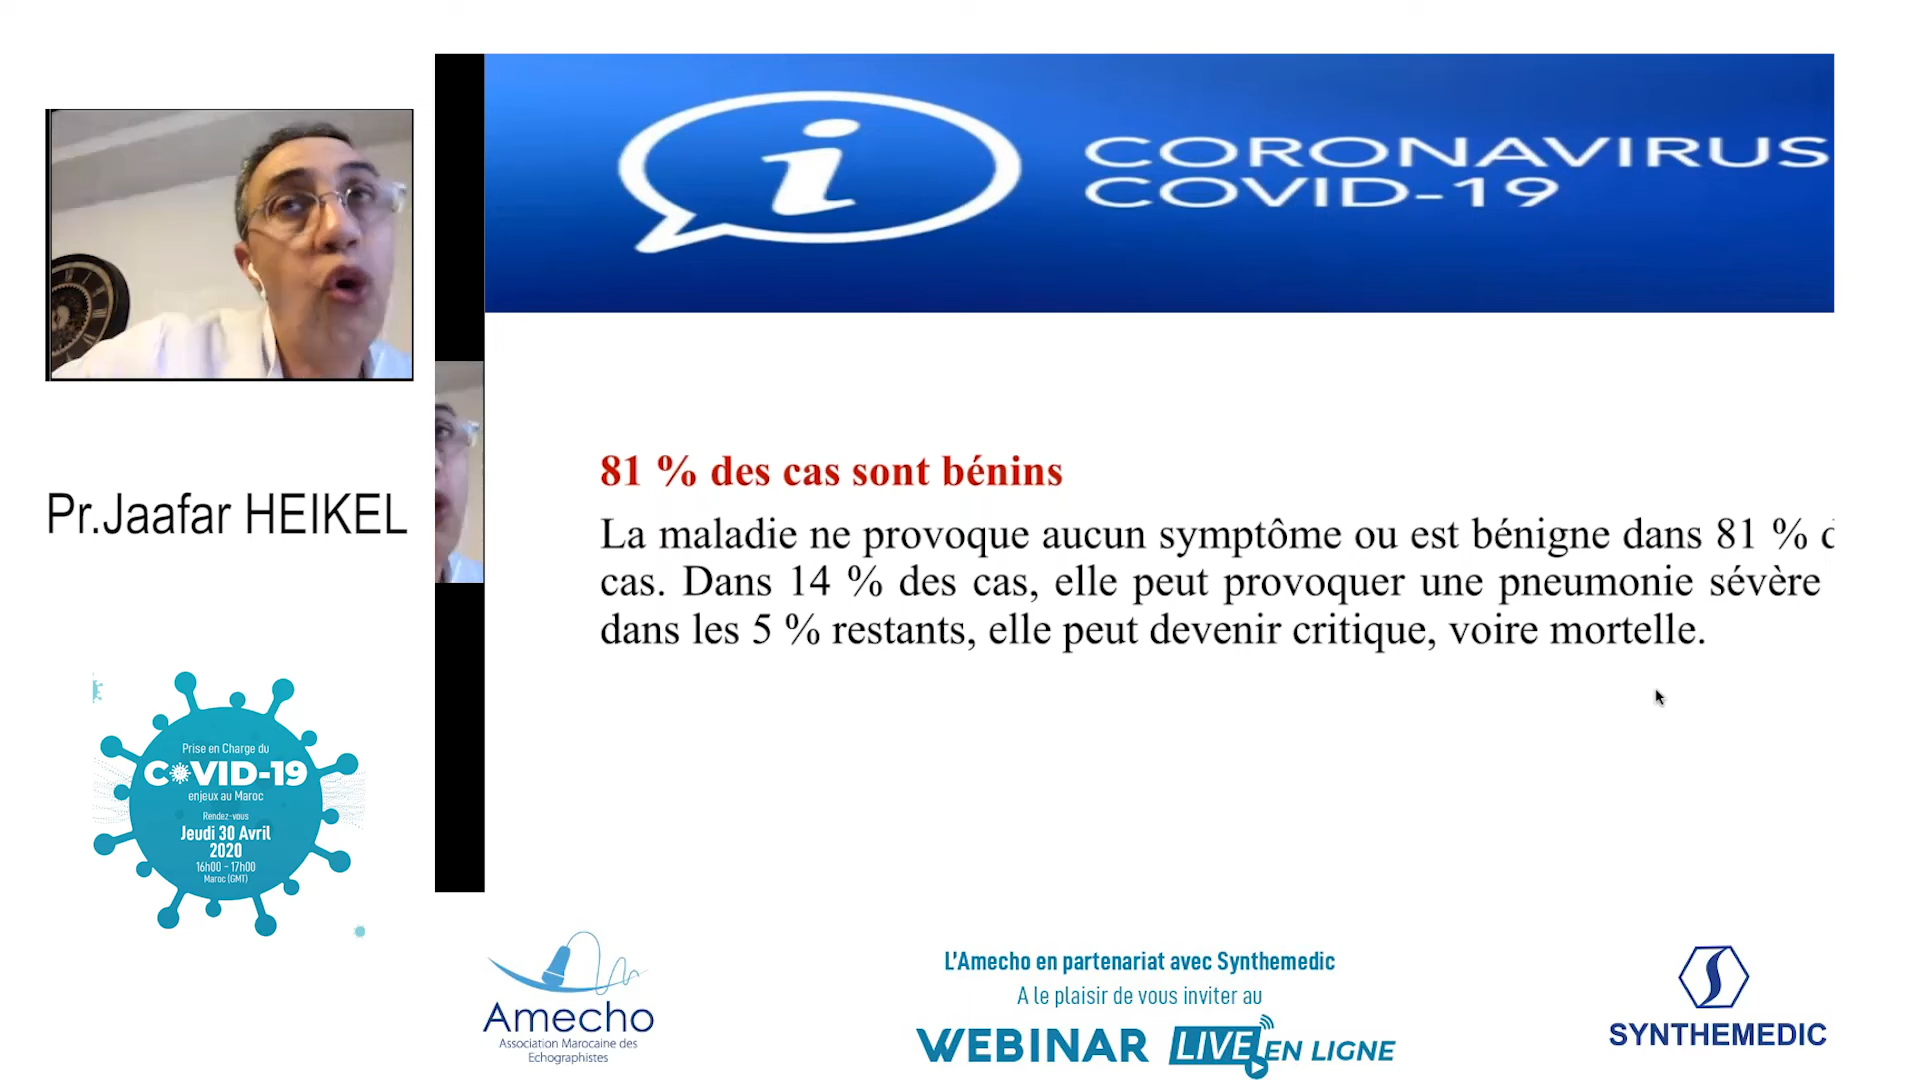 CORONAVIRUS
COVID-19
Pr.Jaafar HEIKEL
81 % des cas sont bénins
La maladie ne provoque aucun symptôme ou est bénigne dans 81 %
cas. Dans 14 % des cas, elle peut provoquer une pneumonie sévère
dans les 5 % restants, elle peut devenir critique, voire mortelle.
Prise en Charge du
COVID-19
enjeux au Maroc
Rendez-vous
Jeudi 30 Avril
2020
16h00 - 17h00
Maroc (GMT)
Amecho
Association Marocaine des
Echographistes
L'Amecho en partenariat avec Synthemedic
A le plaisir de vous inviter au
WEBINAR LIVE EN LIGNE
SYNTHEMEDIC